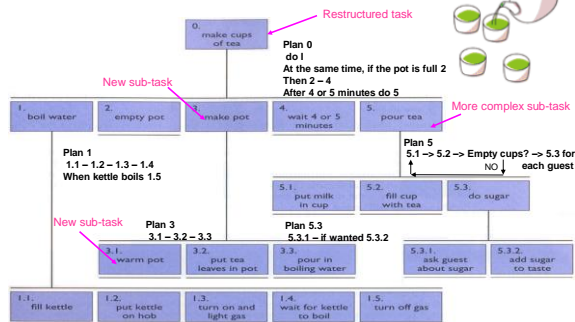 Restructured task
0.
make cups
of tea
Plan 0
do I
At the same time, if the pot is full 2
Then 2 – 4
After 4 or 5 minutes do 5
New sub-task
More complex sub-task
1.
boil water
2.
empty pot
3.
make pot
4.
wait 4 or 5
minutes
5.
pour tea
Plan 1
1.1 – 1.2 – 1.3 – 1.4
When kettle boils 1.5
Plan 5
5.1 –> 5.2 –> Empty cups? –> 5.3 for
NO
each guest
5.1.
put milk
in cup
5.2.
fill cup
with tea
5.3.
do sugar
New sub-task
Plan 3
3.1 – 3.2 – 3.3
Plan 5.3
5.3.1 – if wanted 5.3.2
3.1.
warm pot
3.2.
put tea
leaves in pot
3.3.
pour in
boiling water
5.3.1.
ask guest
about sugar
5.3.2.
add sugar
to taste
1.1.
fill kettle
1.2.
put kettle
on hob
1.3.
turn on and
light gas
1.4.
wait for kettle
to boil
1.5.
turn off gas